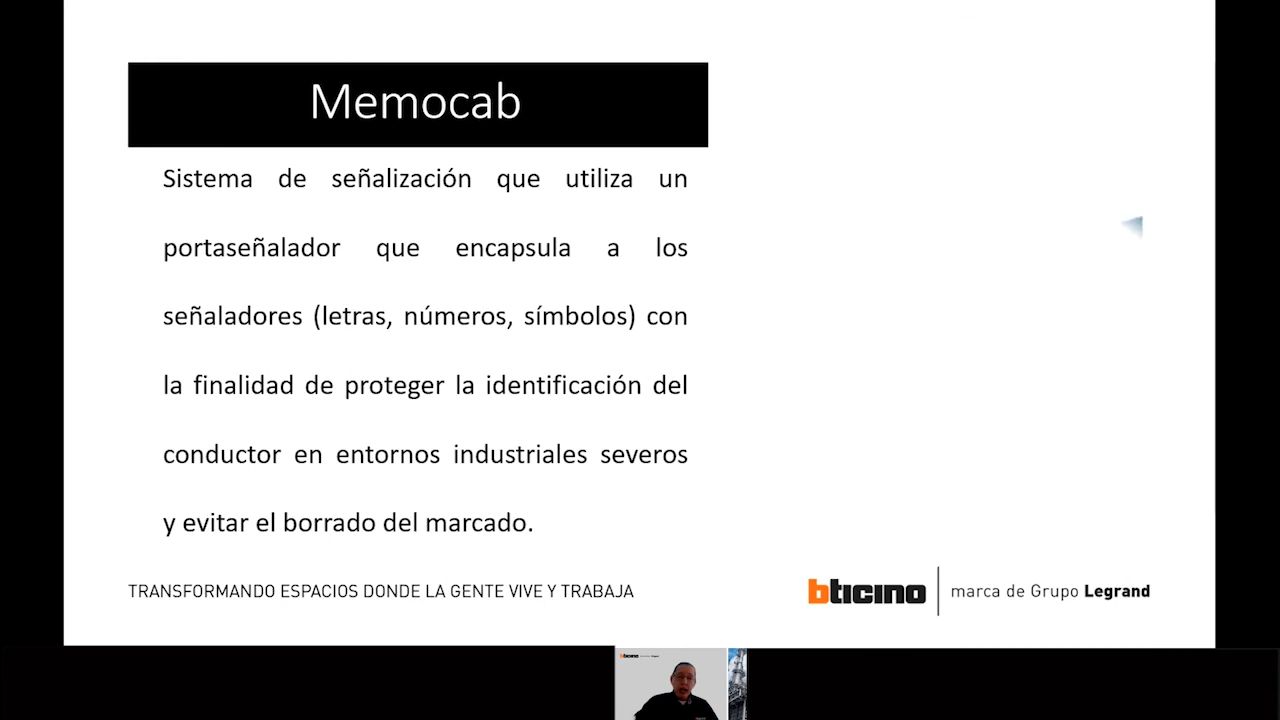 Memocab
Sistema de señalización que utiliza un
portaseñalador que encapsula a los
señaladores (letras, números, símbolos) con
la finalidad de proteger la identificación del
conductor en entornos industriales severos
y evitar el borrado del marcado.
TRANSFORMANDO ESPACIOS DONDE LA GENTE VIVE Y TRABAJA
bticino marca de Grupo Legrand
bticino